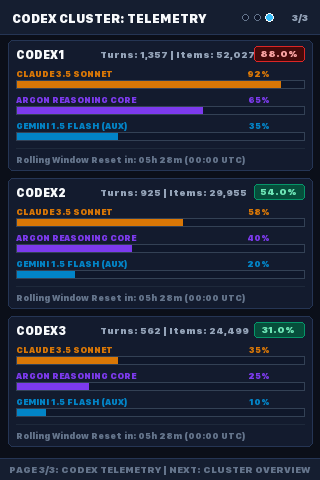 CODEX CLUSTER: TELEMETRY 3/3
CODEX1 Turns: 1,357 | Items: 52,027 88.0%
CLAUDE 3.5 SONNET 92%
ARGON REASONING CORE 65%
GEMINI 1.5 FLASH (AUX) 35%
Rolling Window Reset in: 05h 28m (00:00 UTC)
CODEX2 Turns: 925 | Items: 29,955 54.0%
CLAUDE 3.5 SONNET 58%
ARGON REASONING CORE 40%
GEMINI 1.5 FLASH (AUX) 20%
Rolling Window Reset in: 05h 28m (00:00 UTC)
CODEX3 Turns: 562 | Items: 24,499 31.0%
CLAUDE 3.5 SONNET 35%
ARGON REASONING CORE 25%
GEMINI 1.5 FLASH (AUX) 10%
Rolling Window Reset in: 05h 28m (00:00 UTC)
PAGE 3/3: CODEX TELEMETRY | NEXT: CLUSTER OVERVIEW